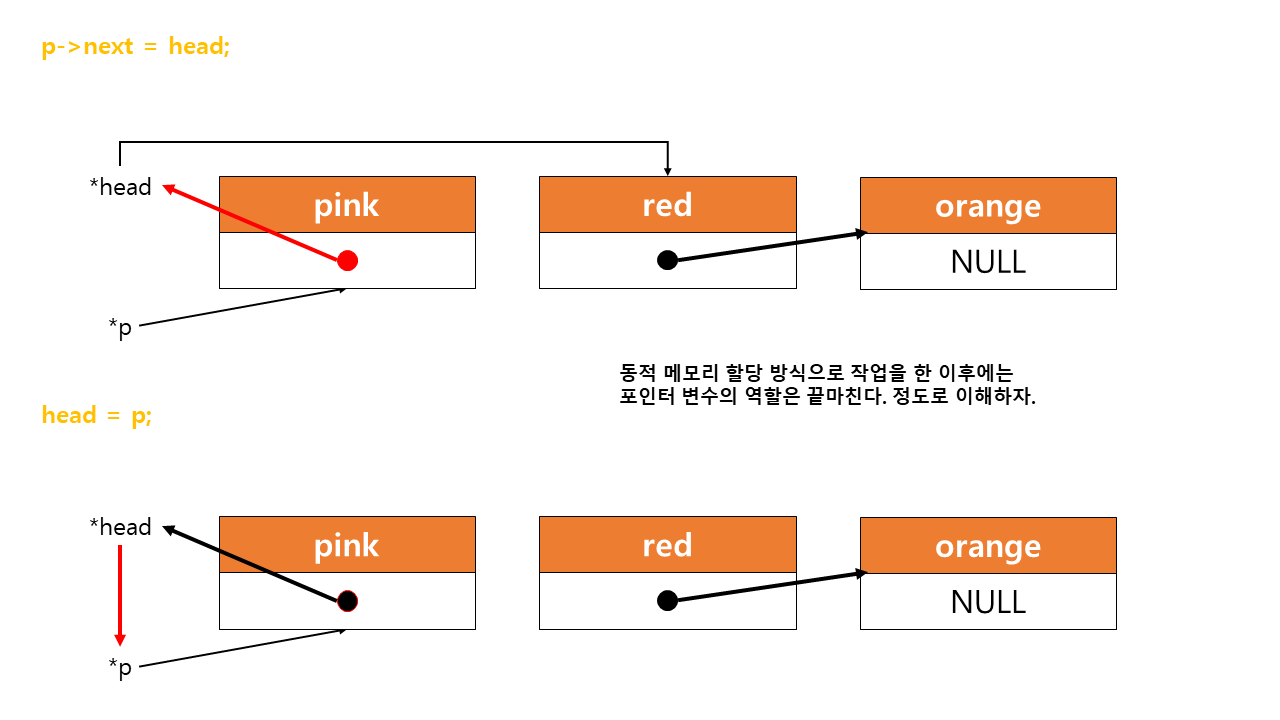 p->next = head;
*head
pink
red
orange
NULL
*p
동적 메모리 할당 방식으로 작업을 한 이후에는
포인터 변수의 역할은 끝마친다. 정도로 이해하자.
head = p;
*head
pink
red
orange
NULL
*p